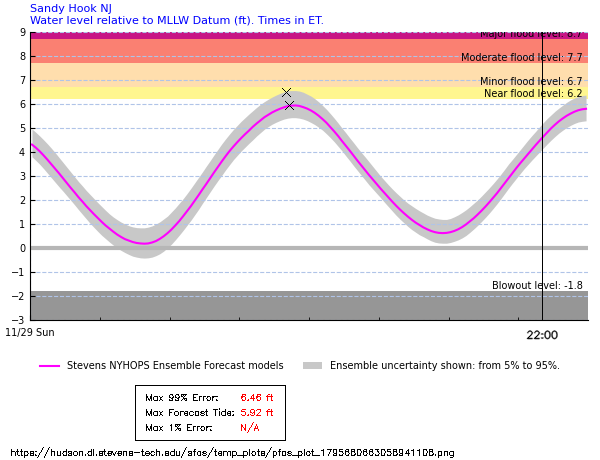 Sandy Hook NJ
Water level relative to MLLW Datum (ft). Times in ET.
9
Major flood level: 8.7
8
Moderate flood level: 7.7
7
Minor flood level: 6.7
Near flood level: 6.2
6
5
4
3
2
1
0
−1
Blowout level: -1.8
−2
−3
11/29 Sun
22:00
Stevens NYHOPS Ensemble Forecast models
Ensemble uncertainty shown: from 5% to 95%.
Max 99% Error: 6.46 ft
Max Forecast Tide: 5.92 ft
Max 1% Error: N/A
https://hudson.dl.stevens-tech.edu/sfas/temp_plots/pfas_plot_1795680663058941108.png